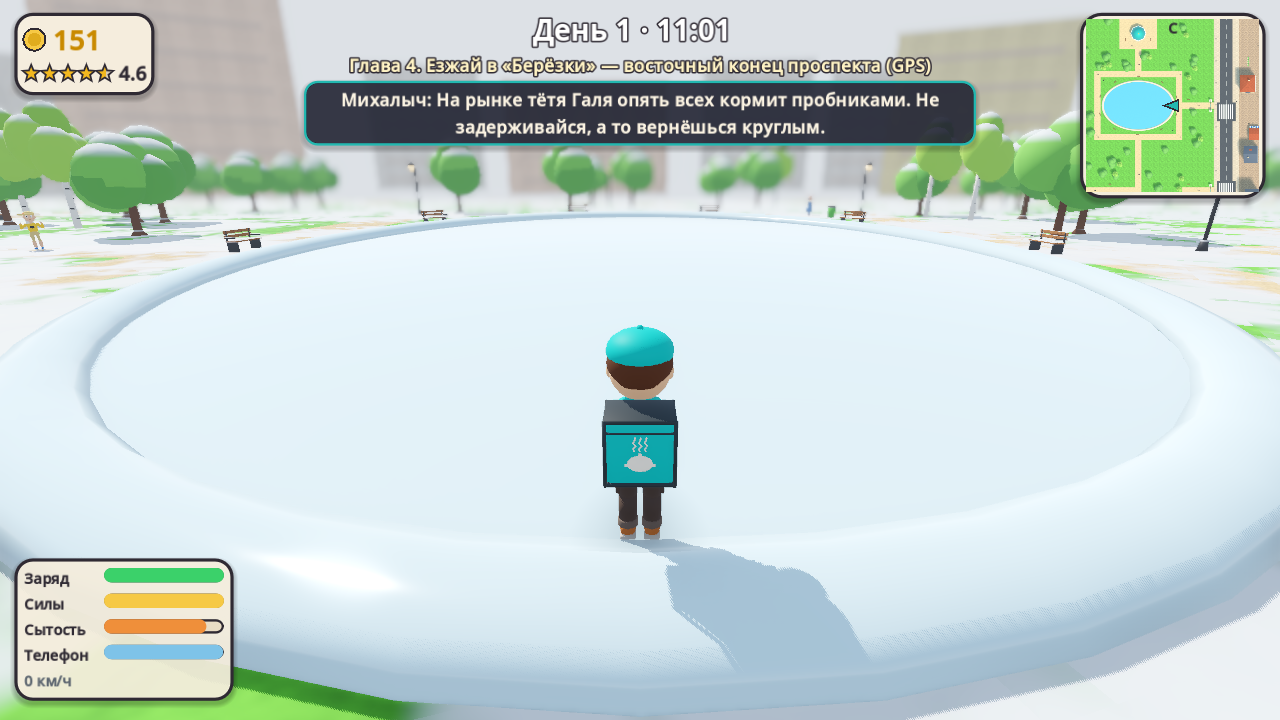 151
4.6
День 1 · 11:01
Глава 4. Езжай в «Берёзки» — восточный конец проспекта (GPS)
Михалыч: На рынке тётя Галя опять всех кормит пробниками. Не
задерживайся, а то вернёшься круглым.
С
Заряд
Силы
Сытость
Телефон
0 км/ч